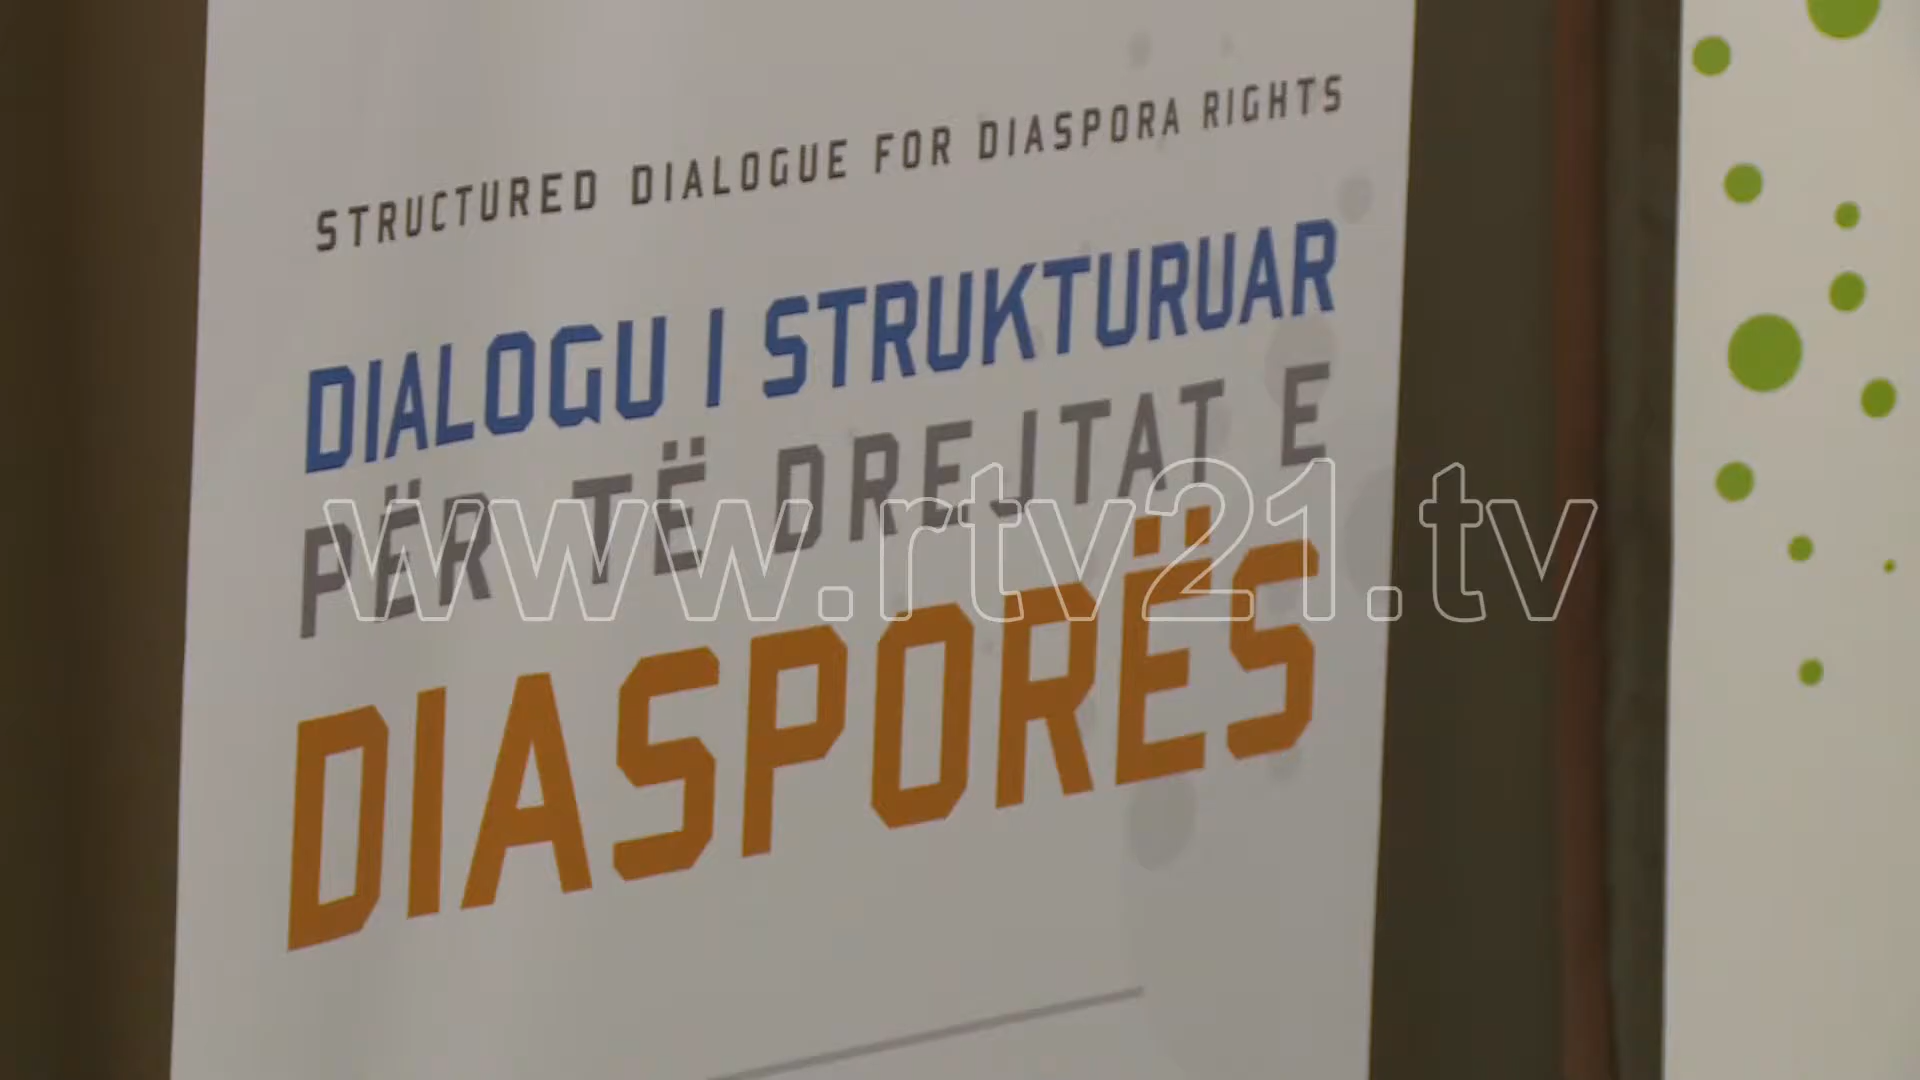 STRUCTURED DIALOGUE FOR DIASPORA RIGHTS
DIALOGU I STRUKTURUAR
PËR TË DREJTAT E
DIASPORËS
www.rtv21.tv